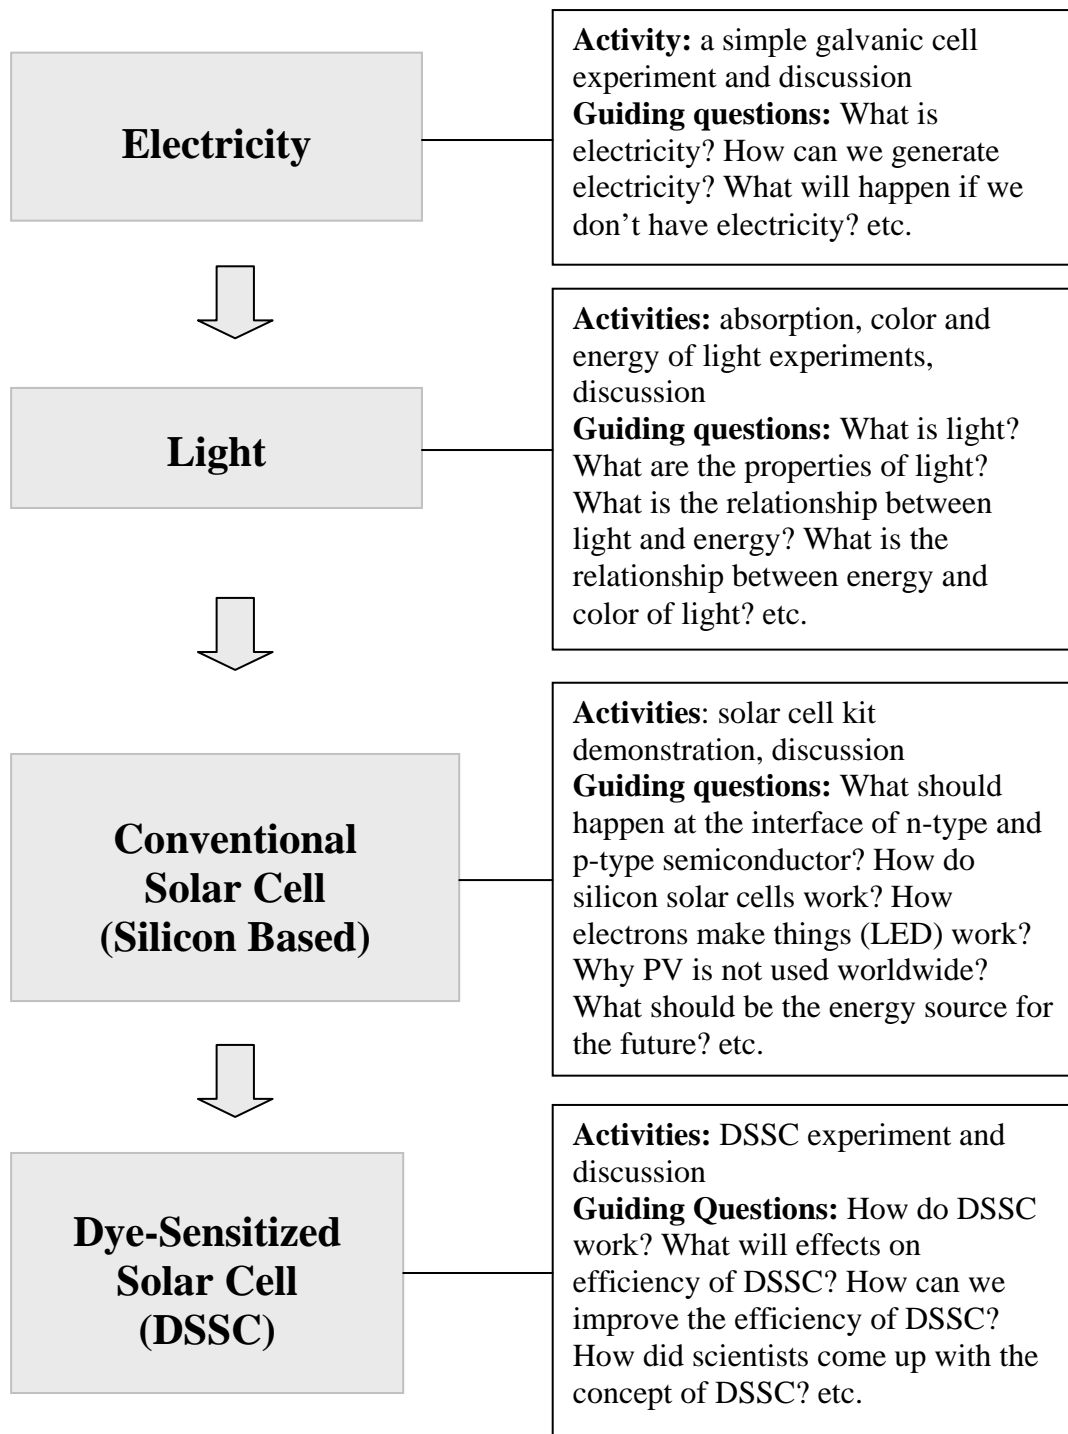 Electricity
Activity: a simple galvanic cell
experiment and discussion
Guiding questions: What is
electricity? How can we generate
electricity? What will happen if we
don’t have electricity? etc.
Light
Activities: absorption, color and
energy of light experiments,
discussion
Guiding questions: What is light?
What are the properties of light?
What is the relationship between
light and energy? What is the
relationship between energy and
color of light? etc.
Conventional
Solar Cell
(Silicon Based)
Activities: solar cell kit
demonstration, discussion
Guiding questions: What should
happen at the interface of n-type and
p-type semiconductor? How do
silicon solar cells work? How
electrons make things (LED) work?
Why PV is not used worldwide?
What should be the energy source for
the future? etc.
Dye-Sensitized
Solar Cell
(DSSC)
Activities: DSSC experiment and
discussion
Guiding Questions: How do DSSC
work? What will effects on
efficiency of DSSC? How can we
improve the efficiency of DSSC?
How did scientists come up with the
concept of DSSC? etc.